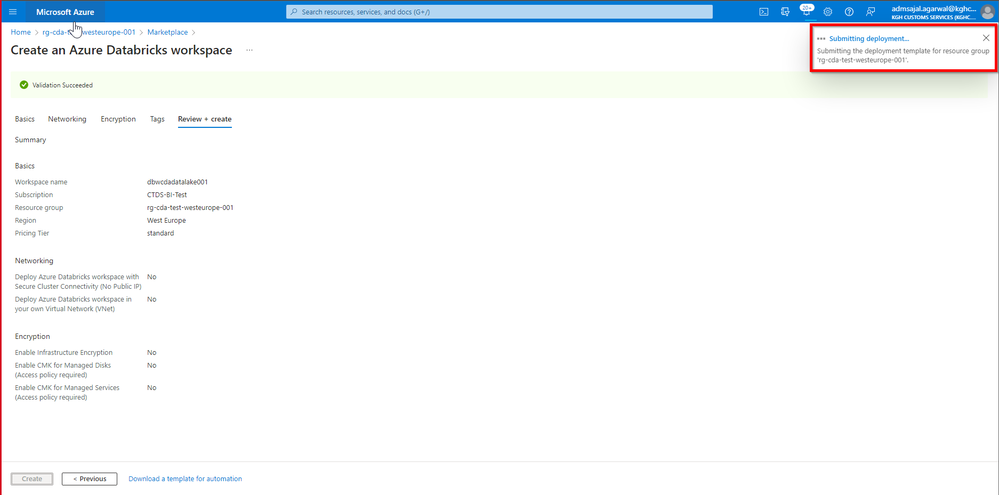 Microsoft Azure
Search resources, services, and docs (G+/)
20+
admsajal.agarwal@kghc...
KGH CUSTOMS SERVICES (KGHC....
Home > rg-cda-t westeurope-001 > Marketplace >
Create an Azure Databricks workspace ...
Submitting deployment...
Submitting the deployment template for resource group
'rg-cda-test-westeurope-001'.
Validation Succeeded
Basics Networking Encryption Tags Review + create
Summary
Basics
Workspace name dbwcdadatalake001
Subscription CTDS-BI-Test
Resource group rg-cda-test-westeurope-001
Region West Europe
Pricing Tier standard
Networking
Deploy Azure Databricks workspace with No
Secure Cluster Connectivity (No Public IP)
Deploy Azure Databricks workspace in No
your own Virtual Network (VNet)
Encryption
Enable Infrastructure Encryption No
Enable CMK for Managed Disks No
(Access policy required)
Enable CMK for Managed Services No
(Access policy required)
Create < Previous Download a template for automation